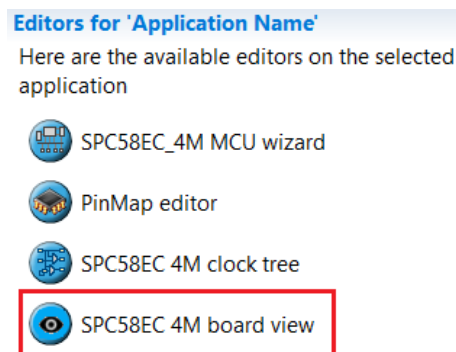 Editors for 'Application Name'
Here are the available editors on the selected
application
SPC58EC_4M MCU wizard
PinMap editor
SPC58EC 4M clock tree
SPC58EC 4M board view